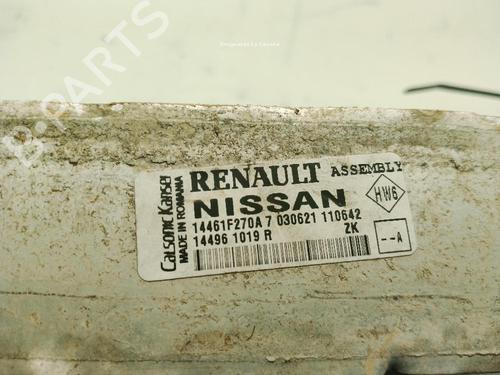 B-PARTS
Calsonic Kansei
MADE IN ROMANIA
RENAULT ASSEMBLY
NISSAN
HW6
14461F270A 7 030621 110642
14496 1019 R ZK
--A